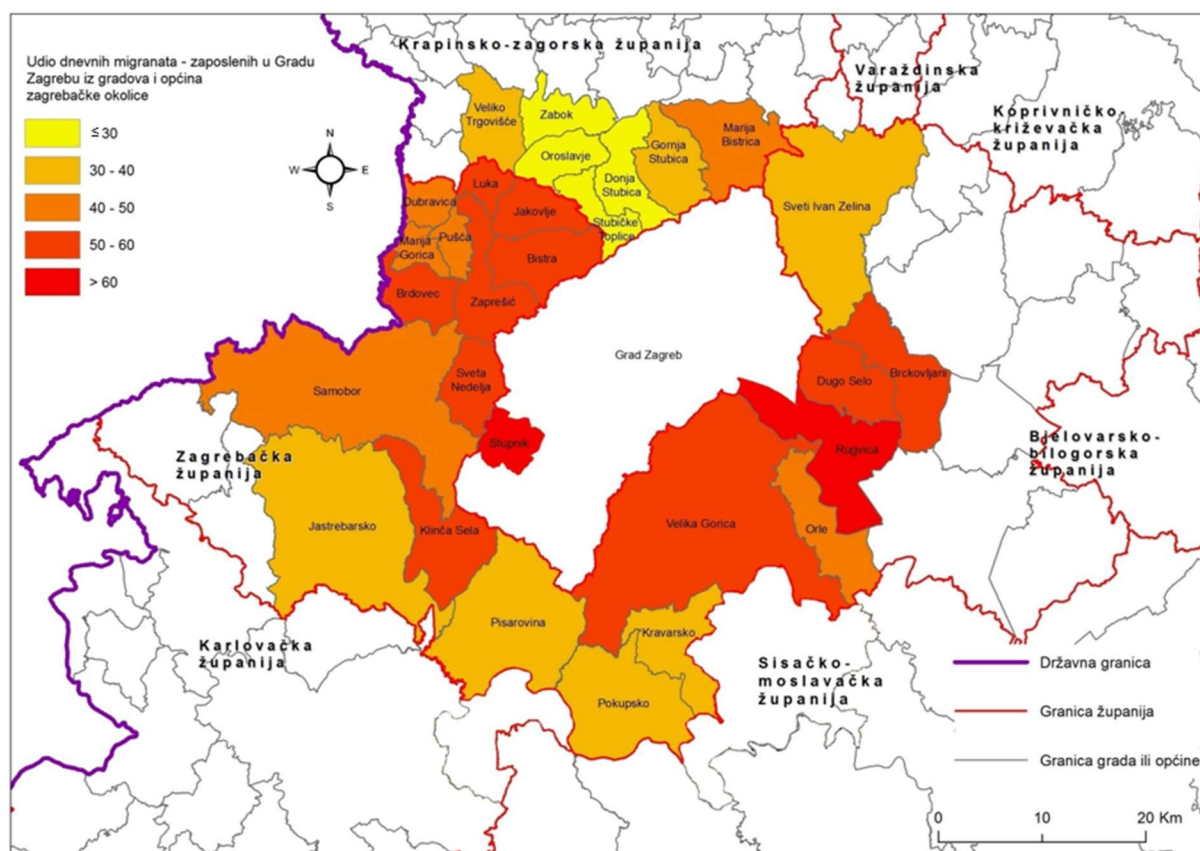 Krapinsko-zagorska županija
Udio dnevnih migranata - zaposlenih u Gradu
Zagrebu iz gradova i općina
zagrebačke okolice
≤30
30 - 40
40 - 50
50 - 60
> 60
N
W
E
S
Varaždinska
županija
Koprivničko-
križevačka
županija
Veliko
Trgovišće
Zabok
Oroslavje
Donja
Stubica
Stubičke
Toplice
Gornja
Stubica
Marija
Bistrica
Sveti Ivan Zelina
Luka
Dubravica
Jakovlje
Pušća
Marija
Gorica
Bistra
Brdovec
Zaprešić
Grad Zagreb
Samobor
Sveta
Nedelja
Dugo Selo
Brckovljani
Stupnik
Rugvica
Zagrebačka
županija
Bjelovarsko-
bilogorska
županija
Jastrebarsko
Klinča Sela
Velika Gorica
Orle
Pisarovina
Kravarsko
Pokupsko
Karlovačka
županija
Sisačko-
moslavačka
županija
Državna granica
Granica županija
Granica grada ili općine
0 10 20 Km